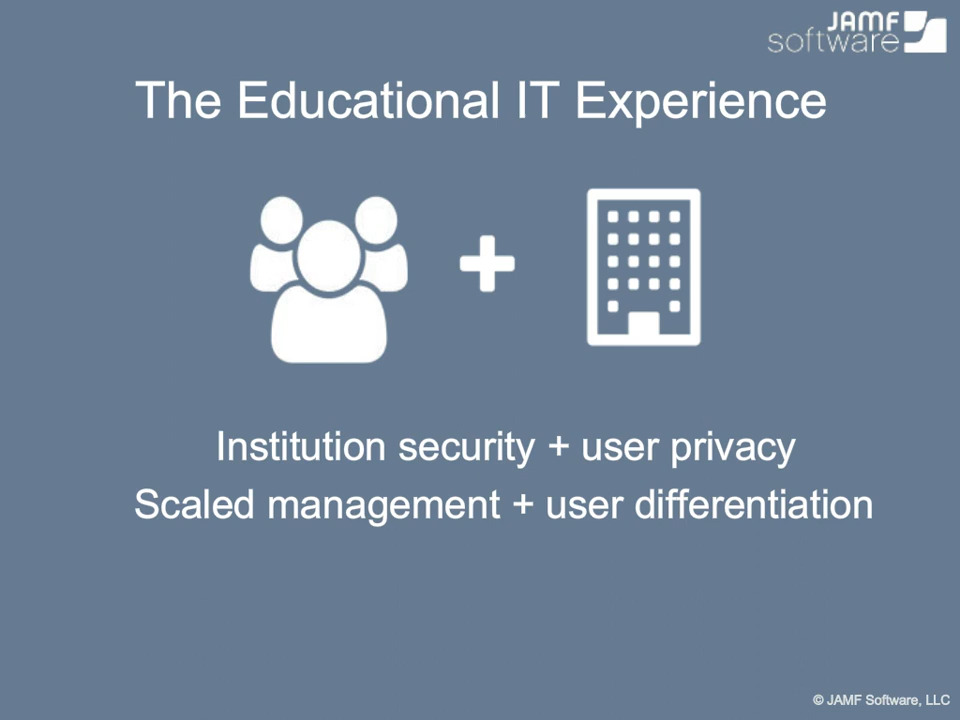 JAMF
software
The Educational IT Experience
Institution security + user privacy
Scaled management + user differentiation
© JAMF Software, LLC